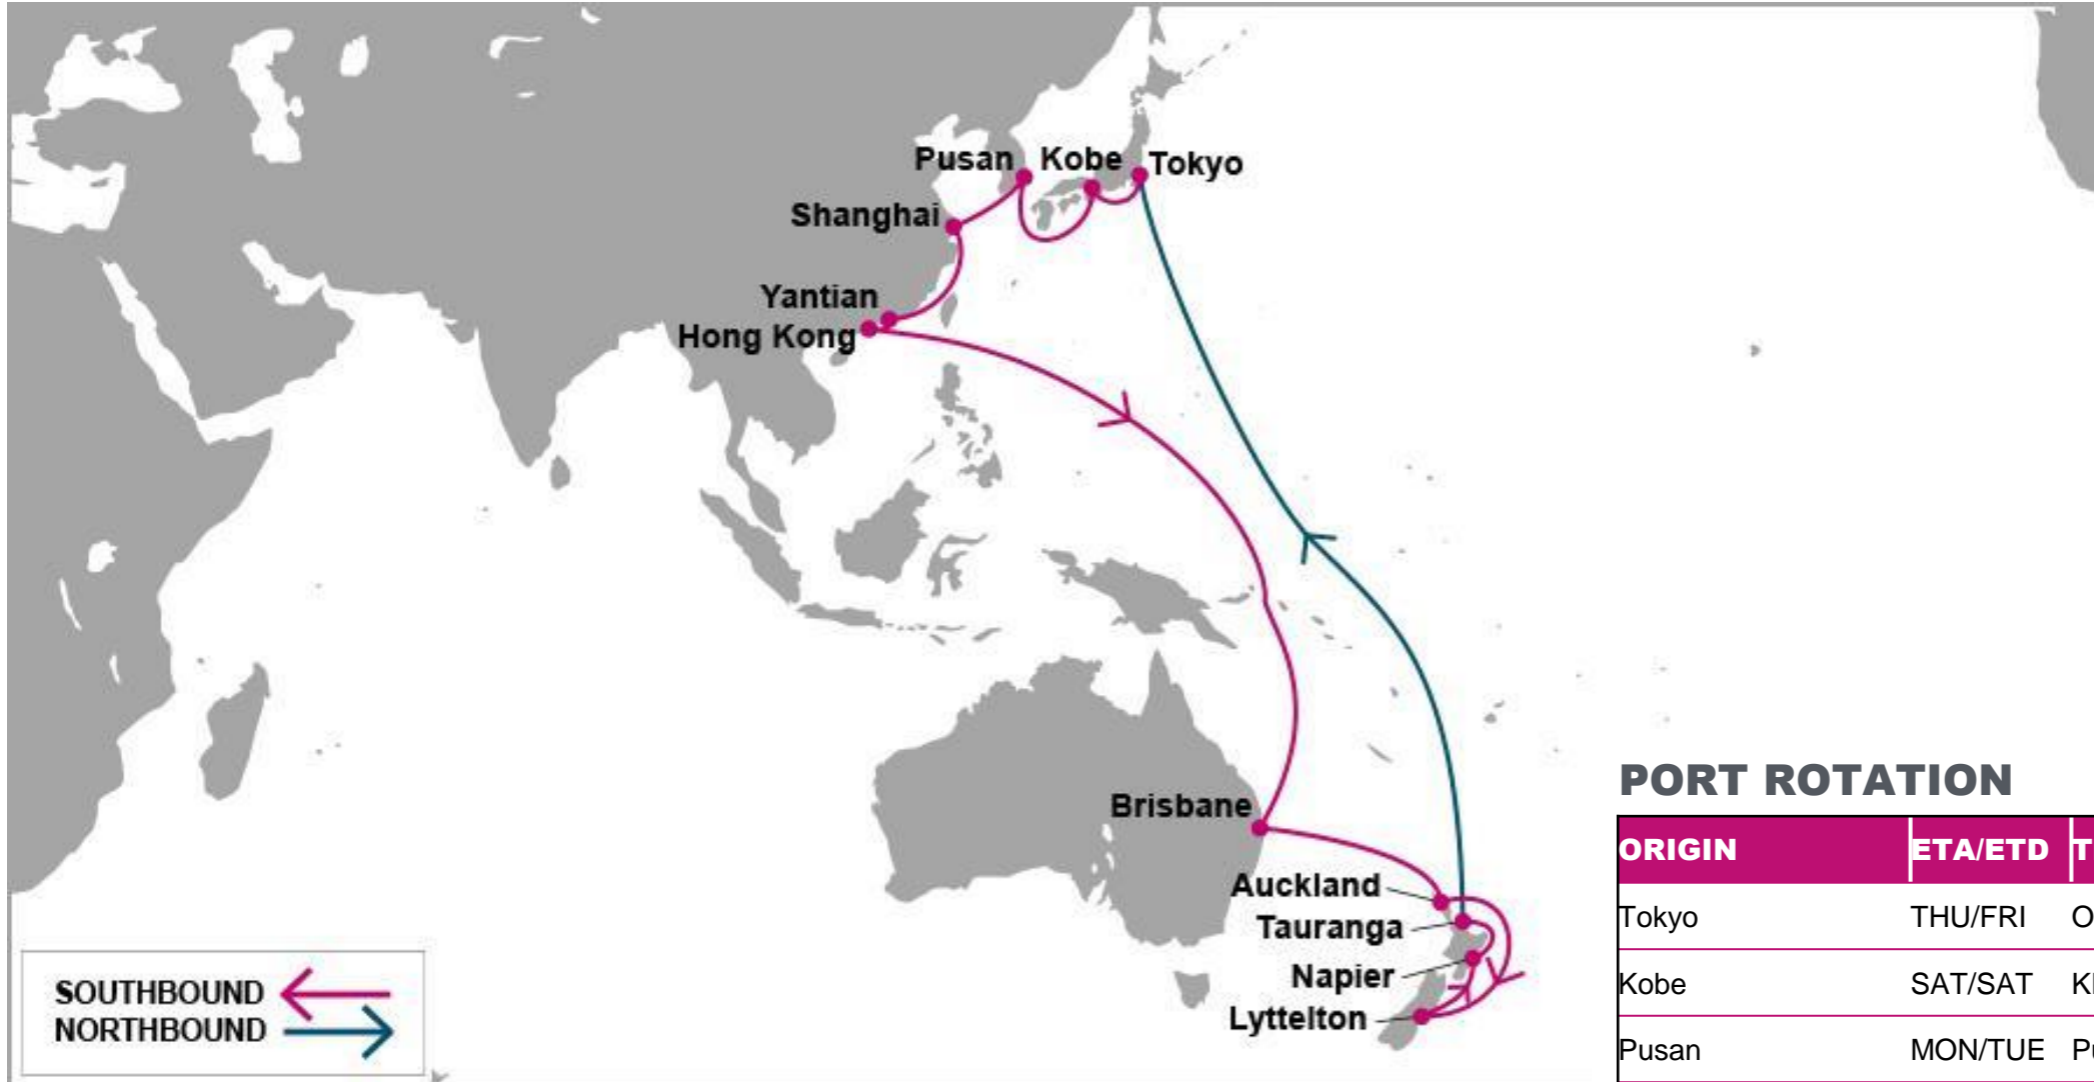 Pusan Kobe Tokyo
Shanghai
Yantian
Hong Kong
Brisbane
Auckland
Tauranga
Napier
Lyttelton
SOUTHBOUND
NORTHBOUND
PORT ROTATION
ORIGIN ETA/ETD T
Tokyo THU/FRI O
Kobe SAT/SAT
Pusan MON/TUE